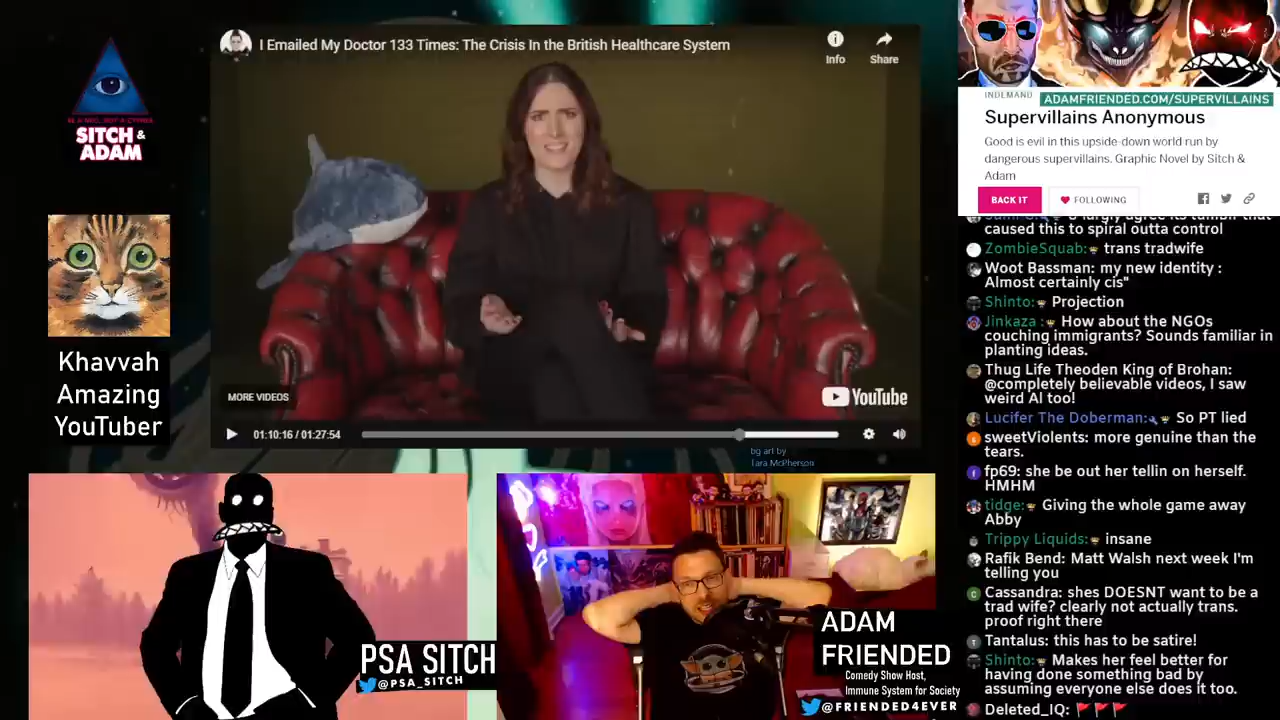 I Emailed My Doctor 133 Times: The Crisis In the British Healthcare System
Info
Share
SITCH &
ADAM
Khavvah
Amazing
YouTuber
MORE VIDEOS
YouTube
01:10:16 / 01:27:54
bg art by
Tara McPherson
PSA SITCH
@PSA_SITCH
ADAM
FRIENDED
Comedy Show Host,
Immune System for Society
@FRIENDED4EVER
INDEMAND
ADAMFRIENDED.COM/SUPERVILLAINS
Supervillains Anonymous
Good is evil in this upside-down world run by
dangerous supervillains. Graphic Novel by Sitch &
Adam
BACK IT
FOLLOWING
caused this to spiral outta control
ZombieSquab: trans tradwife
Woot Bassman: my new identity :
Almost certainly cis"
Shinto: Projection
Jinkaza : How about the NGOs
couching immigrants? Sounds familiar in
planting ideas.
Thug Life Theoden King of Brohan:
@completely believable videos, I saw
weird Al too!
Lucifer The Doberman: So PT lied
sweetViolents: more genuine than the
tears.
fp69: she be out her tellin on herself.
HMHM
tidge: Giving the whole game away
Abby
Trippy Liquids: insane
Rafik Bend: Matt Walsh next week I'm
telling you
Cassandra: shes DOESNT want to be a
trad wife? clearly not actually trans.
proof right there
Tantalus: this has to be satire!
Shinto: Makes her feel better for
having done something bad by
assuming everyone else does it too.
Deleted_IQ: